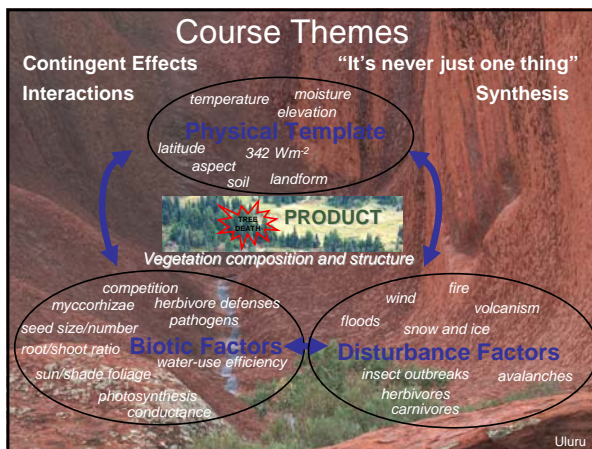 Course Themes
Contingent Effects
"It's never just one thing"
Interactions
Synthesis
temperature
moisture
elevation
Physical Template
latitude
342 Wm-2
aspect
soil
landform
TREE
DEATH
PRODUCT
Vegetation composition and structure
competition
myccorhizae
herbivore defenses
pathogens
seed size/number
root/shoot ratio
Biotic Factors
water-use efficiency
sun/shade foliage
photosynthesis
conductance
wind
fire
volcanism
floods
snow and ice
Disturbance Factors
insect outbreaks
avalanches
herbivores
carnivores
Uluru